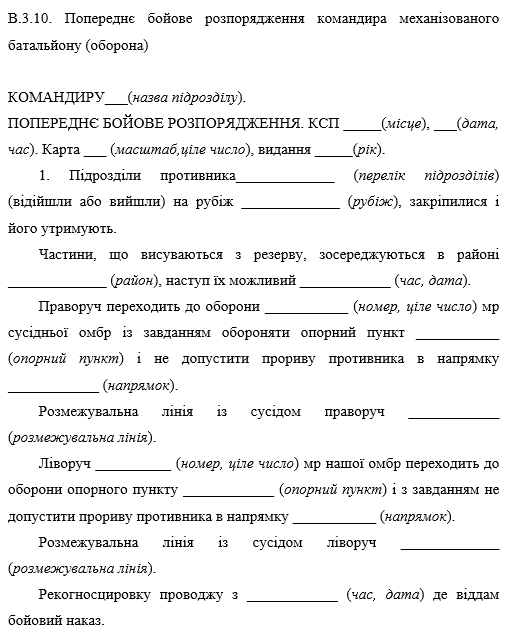 В.3.10. Попереднє бойове розпорядження командира механізованого
батальйону (оборона)
КОМАНДИРУ___(назва підрозділу).
ПОПЕРЕДНЄ БОЙОВЕ РОЗПОРЯДЖЕННЯ. КСП _____(місце), ___(дата,
час). Карта ___ (масштаб,ціле число), видання _____(рік).
1. Підрозділи противника_____________ (перелік підрозділів)
(відійшли або вийшли) на рубіж _____________ (рубіж), закріпилися і
його утримують.
Частини, що висуваються з резерву, зосереджуються в районі
_____________ (район), наступ їх можливий ____________ (час, дата).
Праворуч переходить до оборони ___________ (номер, ціле число) мр
сусідньої омбр із завданням обороняти опорний пункт ___________
(опорний пункт) і не допустити прориву противника в напрямку
____________ (напрямок).
Розмежувальна лінія із сусідом праворуч ____________
(розмежувальна лінія).
Ліворуч __________ (номер, ціле число) мр нашої омбр переходить до
оборони опорного пункту ____________ (опорний пункт) і з завданням не
допустити прориву противника в напрямку ___________ (напрямок).
Розмежувальна лінія із сусідом ліворуч _____________
(розмежувальна лінія).
Рекогносцировку проводжу з ____________ (час, дата) де віддам
бойовий наказ.